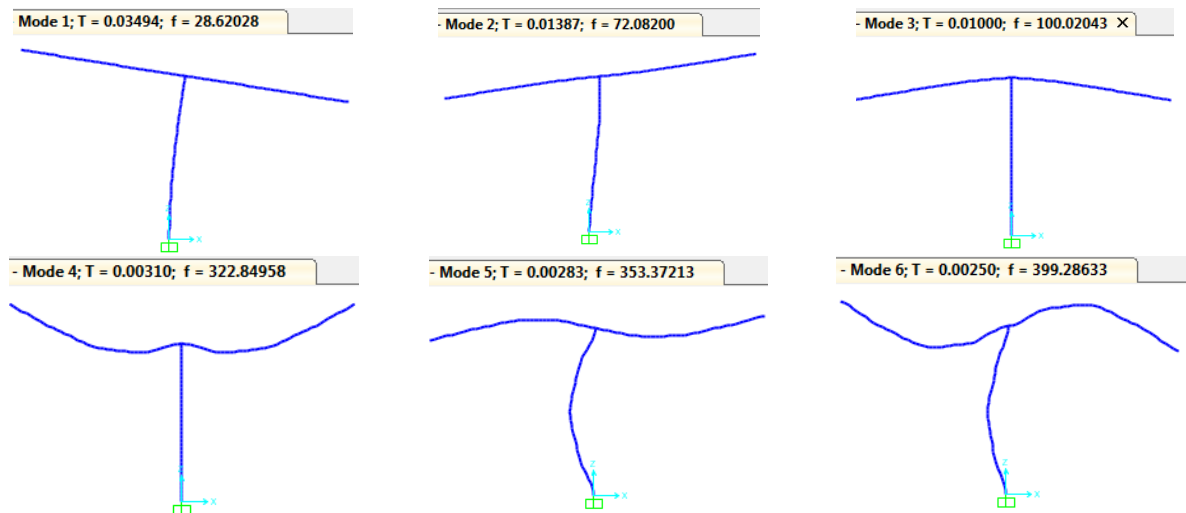 - Mode 1; T = 0.03494; f = 28.62028
- Mode 2; T = 0.01387; f = 72.08200
- Mode 3; T = 0.01000; f = 100.02043 ×
Z
X
Z
X
Z
X
- Mode 4; T = 0.00310; f = 322.84958
- Mode 5; T = 0.00283; f = 353.37213
- Mode 6; T = 0.00250; f = 399.28633
Z
X
Z
X
Z
X